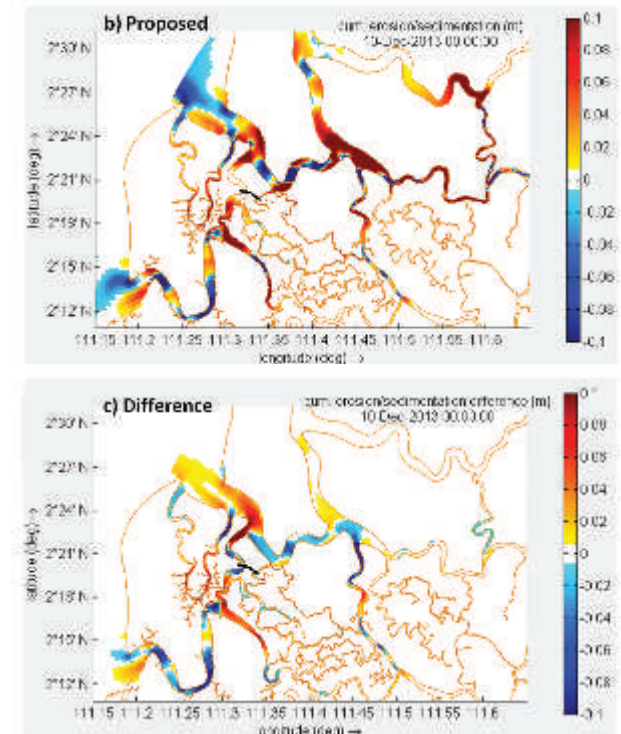 b) Proposed
cum. erosion/sedimentation (m)
10-Dec-2013 00:00:00
2°30' N
2°27' N
2°24' N
2°21' N
2°18' N
2°15' N
2°12' N
latitude (deg) →
111.15 111.2 111.25 111.3 111.35 111.4 111.45 111.5 111.55 111.6
longitude (deg) →
0.1
0.08
0.06
0.04
0.02
0
-0.02
-0.04
-0.06
-0.08
-0.1
c) Difference
cum. erosion/sedimentation difference (m)
10-Dec-2013 00:00:00
2°30' N
2°27' N
2°24' N
2°21' N
2°18' N
2°15' N
2°12' N
latitude (deg) →
111.15 111.2 111.25 111.3 111.35 111.4 111.45 111.5 111.55 111.6
longitude (deg) →
0.08
0.06
0.04
0.02
0
-0.02
-0.04
-0.06
-0.08
-0.1